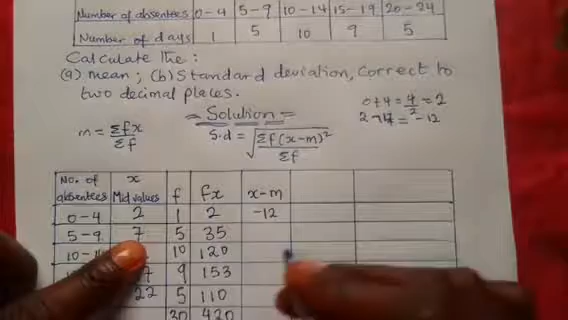 Number of absentees 0-4 5-9 10-14 15-19 20-24
Number of days 1 5 10 9 5
Calculate the:
(a) mean; (b) Standard deviation, Correct to
two decimal places.
0+4=4/2=2
2-14=-12
Solution
m = Σfx/Σf
S.d = √Σf(x-m)²/Σf
No. of absentees x Mid values f fx x-m
0-4 2 1 2 -12
5-9 7 5 35
10 120
7 9 153
22 5 110
30 420